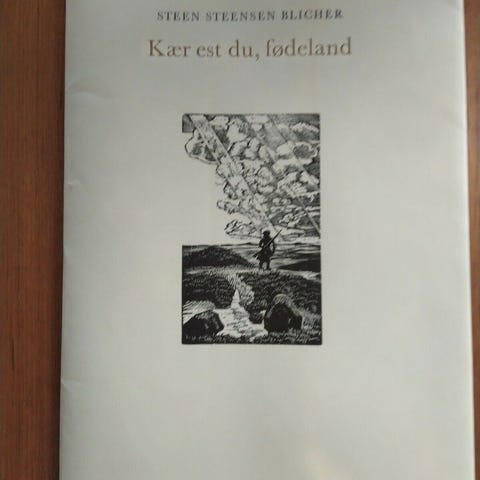 STEEN STEENSEN BLICHER
Kær est du, fødeland